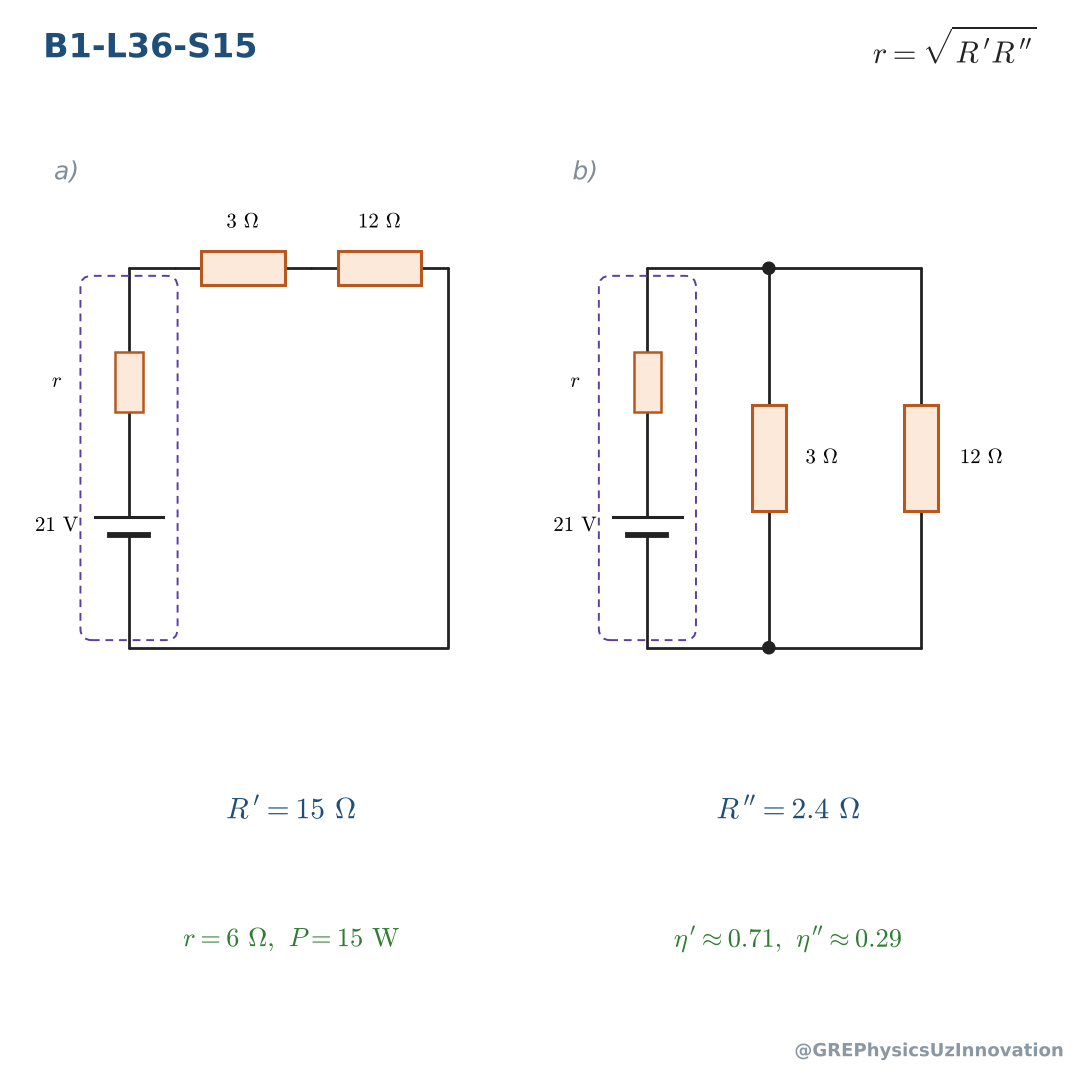 B1-L36-S15
r = √R′R″
a)
b)
3 Ω
12 Ω
r
21 V
r
3 Ω
12 Ω
21 V
R′ = 15 Ω
R″ = 2.4 Ω
r = 6 Ω, P = 15 W
η′ ≈ 0.71, η″ ≈ 0.29
@GREPhysicsUzInnovation